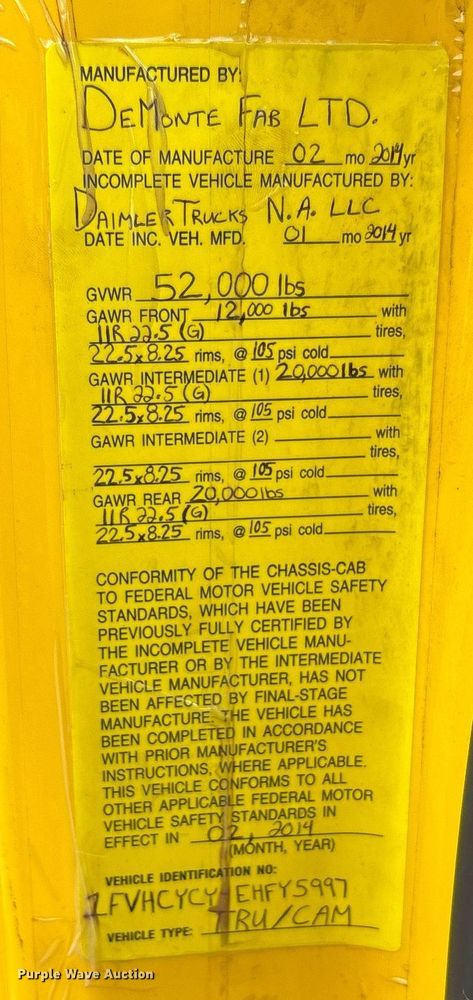 MANUFACTURED BY:
DEMONTE FAB LTD.
DATE OF MANUFACTURE 02 mo 2014 yr
INCOMPLETE VEHICLE MANUFACTURED BY:
DAIMLER TRUCKS N.A. LLC
DATE INC. VEH. MFD. 01 mo 2014 yr
GVWR 52,000 lbs
GAWR FRONT 12,000 lbs with
11R 22.5 (G) tires,
22.5x8.25 rims, @ 105 psi cold
GAWR INTERMEDIATE (1) 20,000 lbs with
11R 22.5 (G) tires,
22.5x8.25 rims, @ 105 psi cold
GAWR INTERMEDIATE (2) with
tires,
22.5x8.25 rims, @ 105 psi cold
GAWR REAR 20,000 lbs with
11R 22.5 (G) tires,
22.5x8.25 rims, @ 105 psi cold
CONFORMITY OF THE CHASSIS-CAB
TO FEDERAL MOTOR VEHICLE SAFETY
STANDARDS, WHICH HAVE BEEN
PREVIOUSLY FULLY CERTIFIED BY
THE INCOMPLETE VEHICLE MANU-
FACTURER OR BY THE INTERMEDIATE
VEHICLE MANUFACTURER, HAS NOT
BEEN AFFECTED BY FINAL-STAGE
MANUFACTURE. THE VEHICLE HAS
BEEN COMPLETED IN ACCORDANCE
WITH PRIOR MANUFACTURER'S
INSTRUCTIONS, WHERE APPLICABLE.
THIS VEHICLE CONFORMS TO ALL
OTHER APPLICABLE FEDERAL MOTOR
VEHICLE SAFETY STANDARDS IN
EFFECT IN 02, 2014
(MONTH, YEAR)
VEHICLE IDENTIFICATION NO:
VEHICLE TYPE: TRU/CAM
Purple Wave Auction